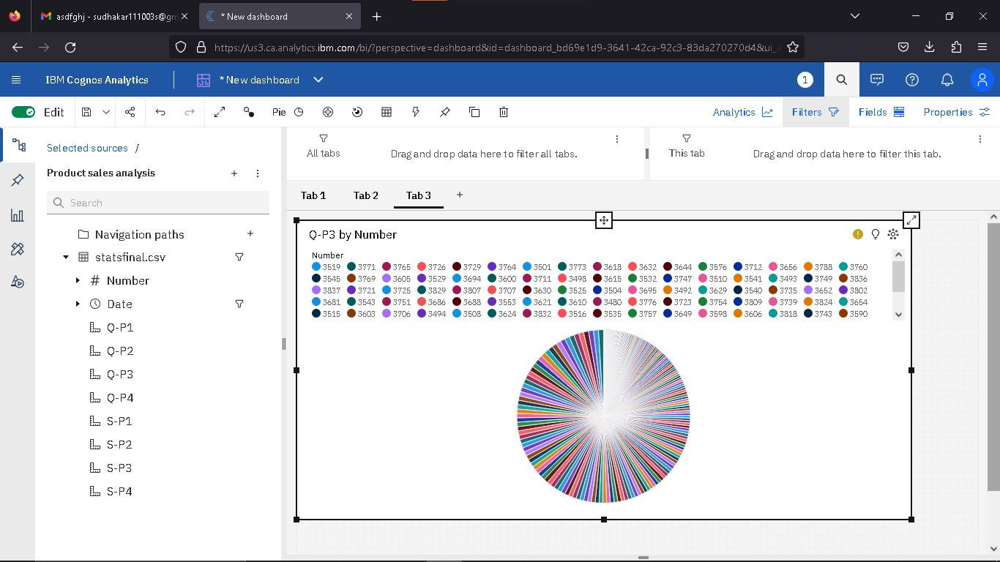 asdfghj - sudhakar111003s@gm
* New dashboard
https://us3.ca.analytics.ibm.com/bi/?perspective=dashboard&id=dashboard_bd69e1d9-3641-42ca-92c3-83da270270d4&ui_a
IBM Cognos Analytics
* New dashboard
1
Edit
Pie
Analytics
Filters
Fields
Properties
Selected sources /
Product sales analysis
Search
Navigation paths
statsfinal.csv
Number
Date
Q-P1
Q-P2
Q-P3
Q-P4
S-P1
S-P2
S-P3
S-P4
All tabs
Drag and drop data here to filter all tabs.
This tab
Drag and drop data here to filter this tab.
Tab 1
Tab 2
Tab 3
Q-P3 by Number
Number
3519 3771 3765 3726 3729 3764 3501 3773 3618 3632 3644 3576 3712 3656 3788 3760
3545 3769 3605 3529 3694 3600 3711 3498 3615 3532 3747 3510 3541 3493 3749 3836
3837 3721 3725 3829 3807 3707 3630 3525 3504 3695 3492 3629 3540 3735 3652 3802
3681 3543 3751 3686 3688 3553 3621 3610 3480 3776 3723 3754 3809 3739 3824 3654
3515 3603 3706 3494 3508 3624 3832 3516 3535 3757 3649 3598 3606 3818 3743 3590